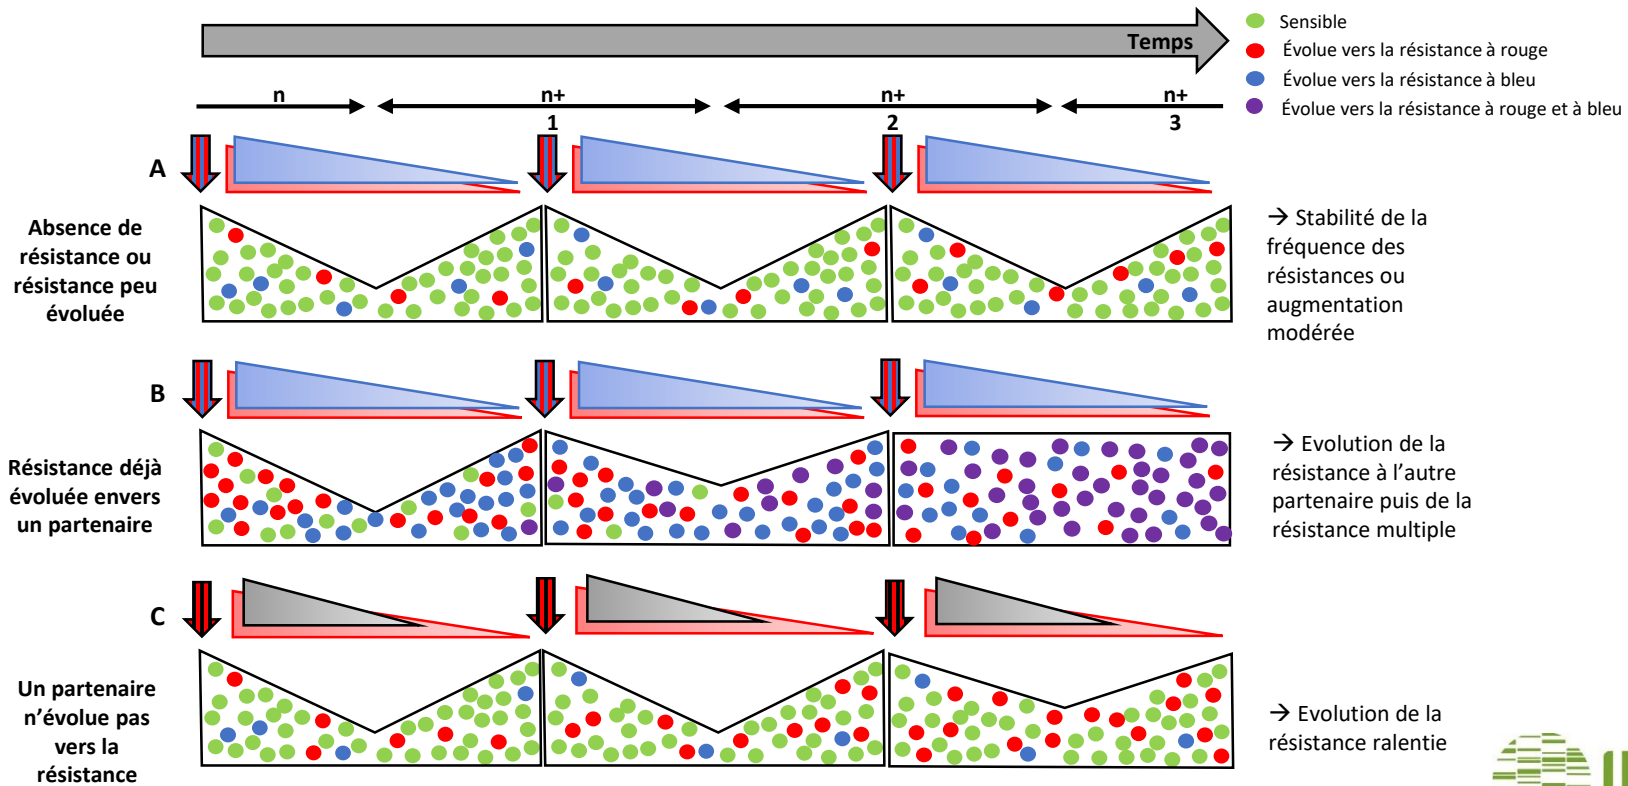 Temps
Sensible
Évolue vers la résistance à rouge
Évolue vers la résistance à bleu
Évolue vers la résistance à rouge et à bleu
n
n+
1
n+
2
n+
3
A
Absence de
résistance ou
résistance peu
évoluée
→ Stabilité de la
fréquence des
résistances ou
augmentation
modérée
B
Résistance déjà
évoluée envers
un partenaire
→ Evolution de la
résistance à l’autre
partenaire puis de la
résistance multiple
C
Un partenaire
n’évolue pas
vers la
résistance
→ Evolution de la
résistance ralentie